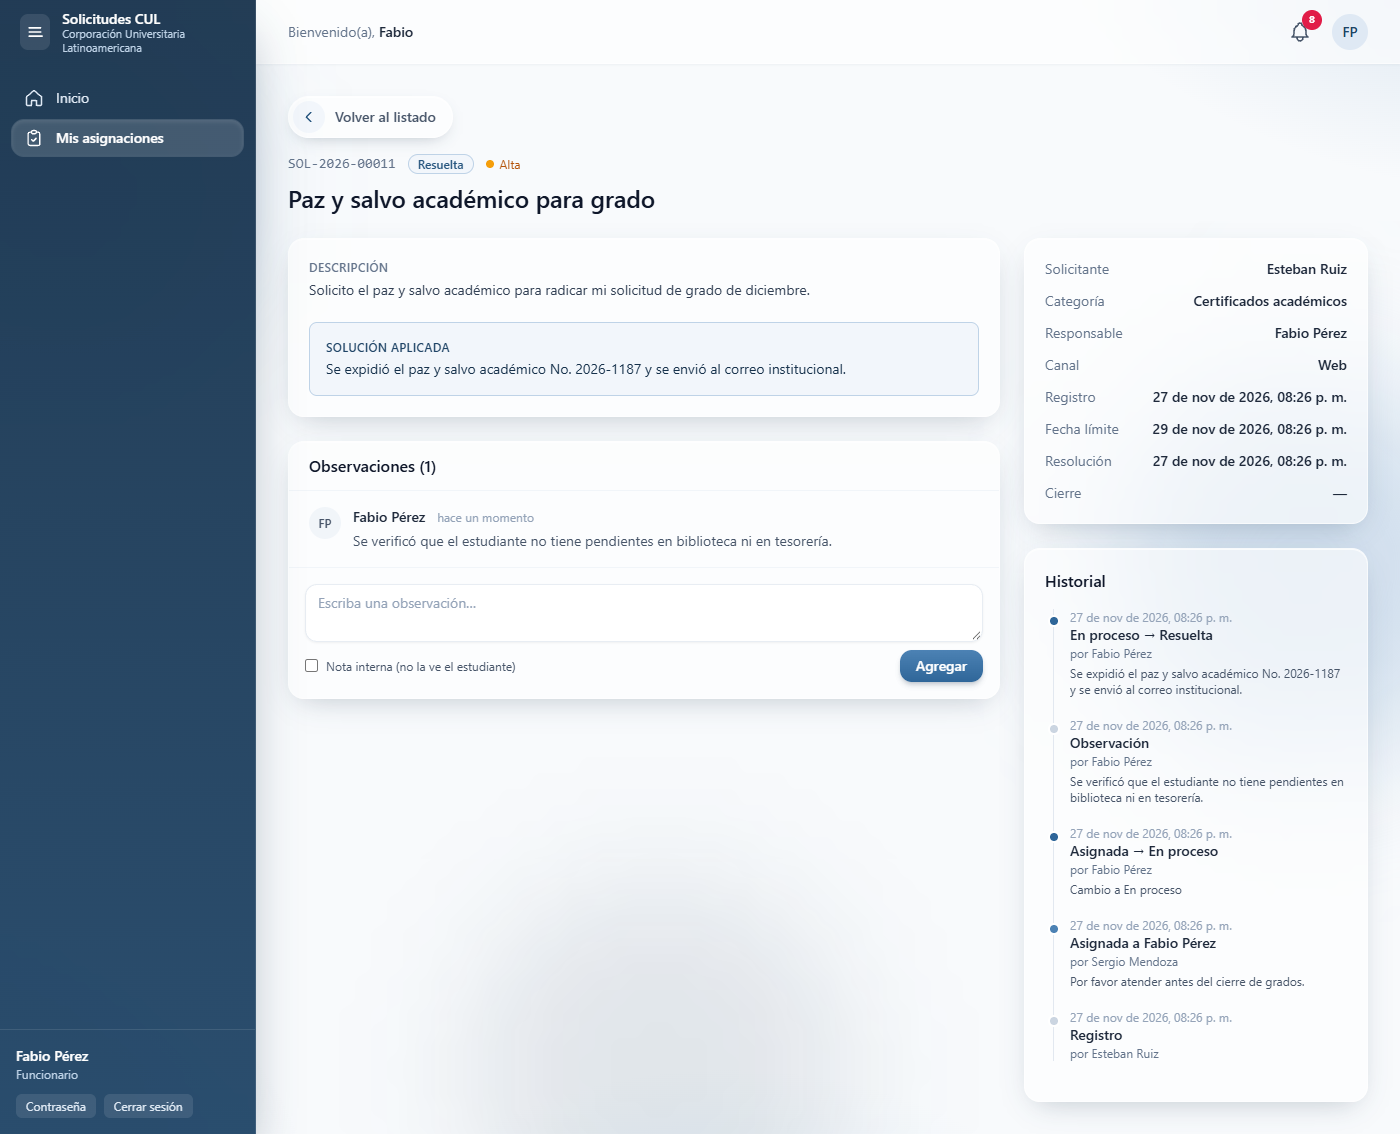 Solicitudes CUL
Corporación Universitaria
Latinoamericana
Inicio
Mis asignaciones
Fabio Pérez
Funcionario
Contraseña
Cerrar sesión
Bienvenido(a), Fabio
8
FP
Volver al listado
SOL-2026-00011 Resuelta Alta
Paz y salvo académico para grado
DESCRIPCIÓN
Solicito el paz y salvo académico para radicar mi solicitud de grado de diciembre.
SOLUCIÓN APLICADA
Se expidió el paz y salvo académico No. 2026-1187 y se envió al correo institucional.
Observaciones (1)
FP
Fabio Pérez hace un momento
Se verificó que el estudiante no tiene pendientes en biblioteca ni en tesorería.
Escriba una observación...
Nota interna (no la ve el estudiante)
Agregar
Solicitante Esteban Ruiz
Categoría Certificados académicos
Responsable Fabio Pérez
Canal Web
Registro 27 de nov de 2026, 08:26 p. m.
Fecha límite 29 de nov de 2026, 08:26 p. m.
Resolución 27 de nov de 2026, 08:26 p. m.
Cierre —
Historial
27 de nov de 2026, 08:26 p. m.
En proceso → Resuelta
por Fabio Pérez
Se expidió el paz y salvo académico No. 2026-1187
y se envió al correo institucional.
27 de nov de 2026, 08:26 p. m.
Observación
por Fabio Pérez
Se verificó que el estudiante no tiene pendientes en
biblioteca ni en tesorería.
27 de nov de 2026, 08:26 p. m.
Asignada → En proceso
por Fabio Pérez
Cambio a En proceso
27 de nov de 2026, 08:26 p. m.
Asignada a Fabio Pérez
por Sergio Mendoza
Por favor atender antes del cierre de grados.
27 de nov de 2026, 08:26 p. m.
Registro
por Esteban Ruiz